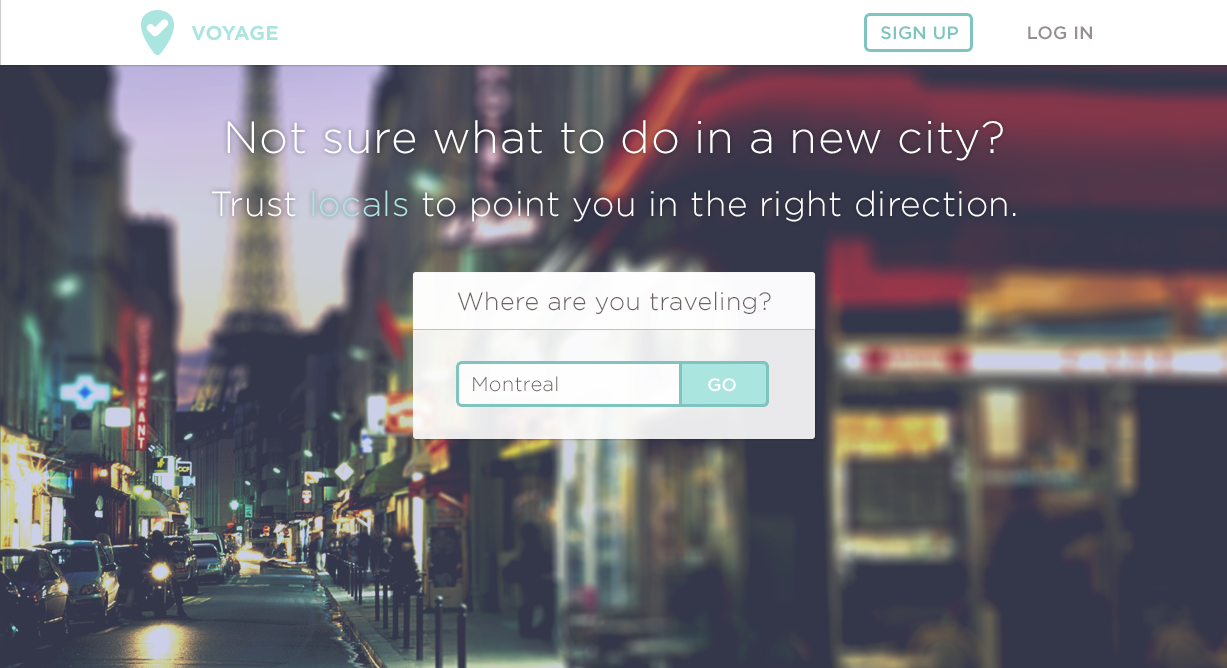 VOYAGE
SIGN UP
LOG IN
Not sure what to do in a new city?
Trust locals to point you in the right direction.
Where are you traveling?
Montreal
GO
RESTAURANT